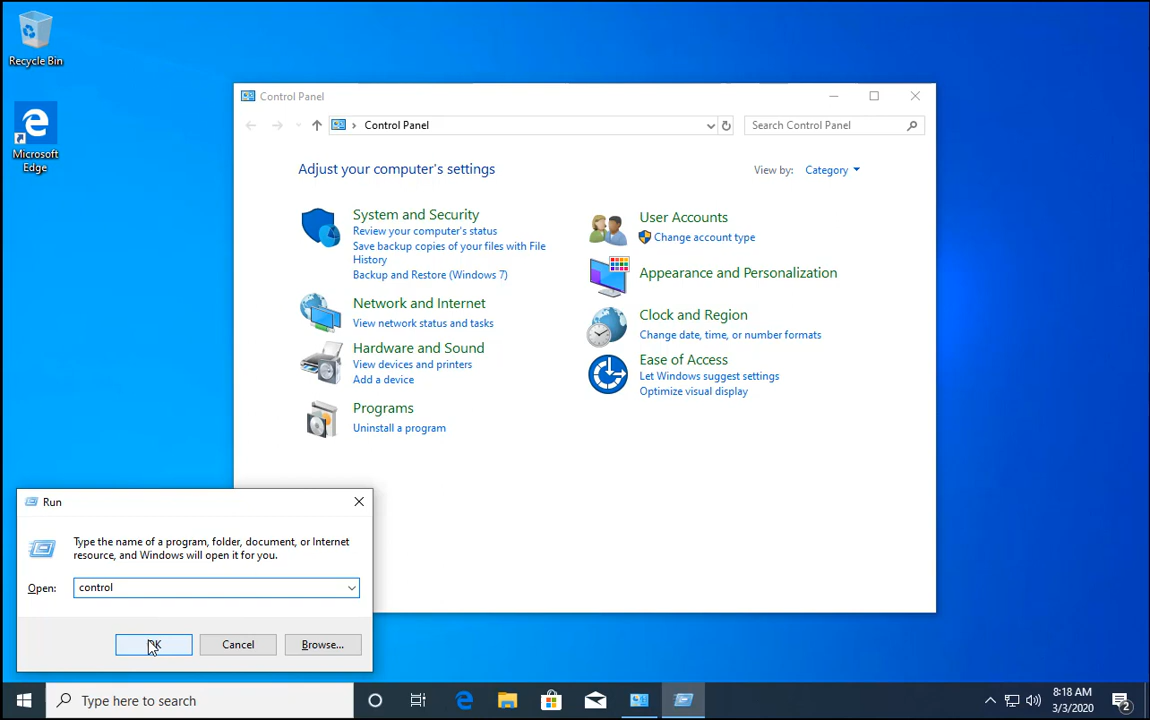 Recycle Bin
Microsoft
Edge
Control Panel
Control Panel
Search Control Panel
Adjust your computer's settings
View by:
Category
System and Security
Review your computer's status
Save backup copies of your files with File
History
Backup and Restore (Windows 7)
Network and Internet
View network status and tasks
Hardware and Sound
View devices and printers
Add a device
Programs
Uninstall a program
User Accounts
Change account type
Appearance and Personalization
Clock and Region
Change date, time, or number formats
Ease of Access
Let Windows suggest settings
Optimize visual display
Run
Type the name of a program, folder, document, or Internet
resource, and Windows will open it for you.
Open:
control
OK
Cancel
Browse...
Type here to search
8:18 AM
3/3/2020
2